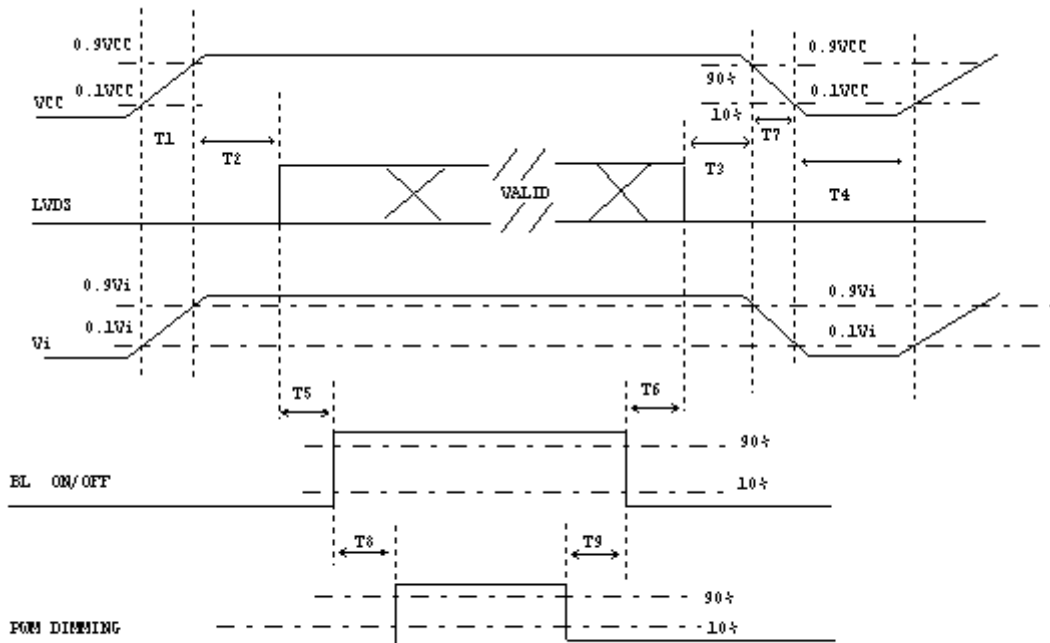 0.9VCC
0.9VCC
90%
0.1VCC
0.1VCC
VCC
10%
T1
T7
T2
T3
VALID
T4
LVDS
0.9Vi
0.9Vi
0.1Vi
0.1Vi
Vi
T5
T6
90%
BL ON/OFF
10%
T8
T9
90%
PWM DIMMING
10%